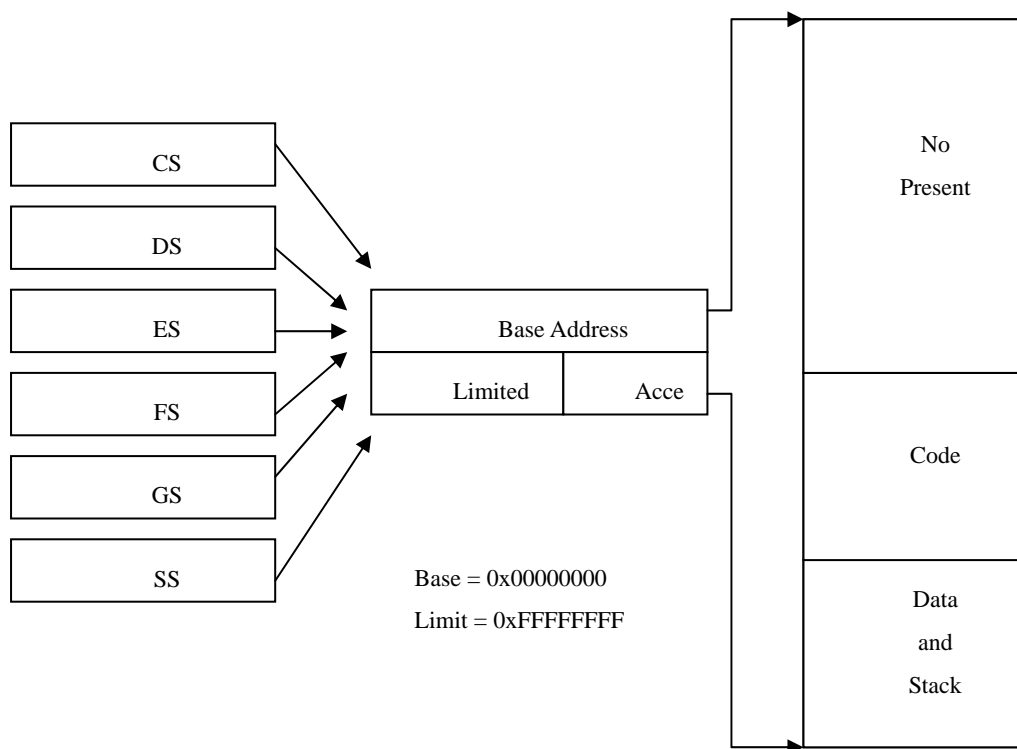 CS
DS
ES
FS
GS
SS
Base Address
Limited
Acce
Base = 0x00000000
Limit = 0xFFFFFFFF
No
Present
Code
Data
and
Stack